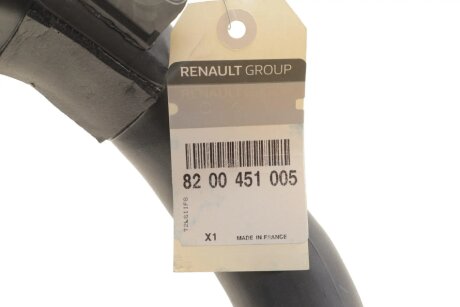 RENAULT GROUP
82 00 451 005
X1 MADE IN FRANCE